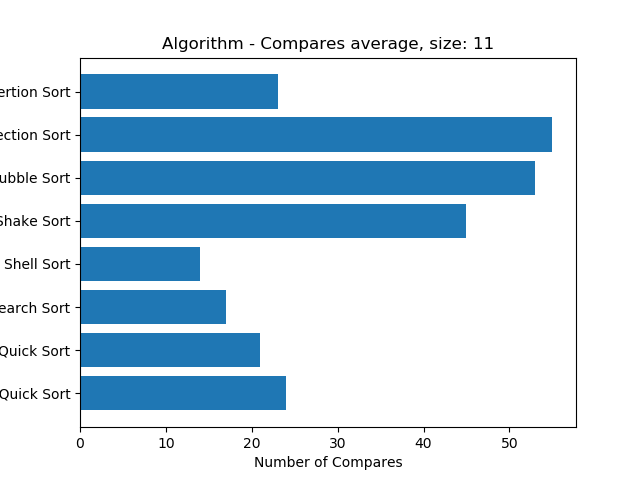 Algorithm - Compares average, size: 11
ertion Sort
ection Sort
ubble Sort
Shake Sort
Shell Sort
earch Sort
Quick Sort
Quick Sort
0 10 20 30 40 50
Number of Compares